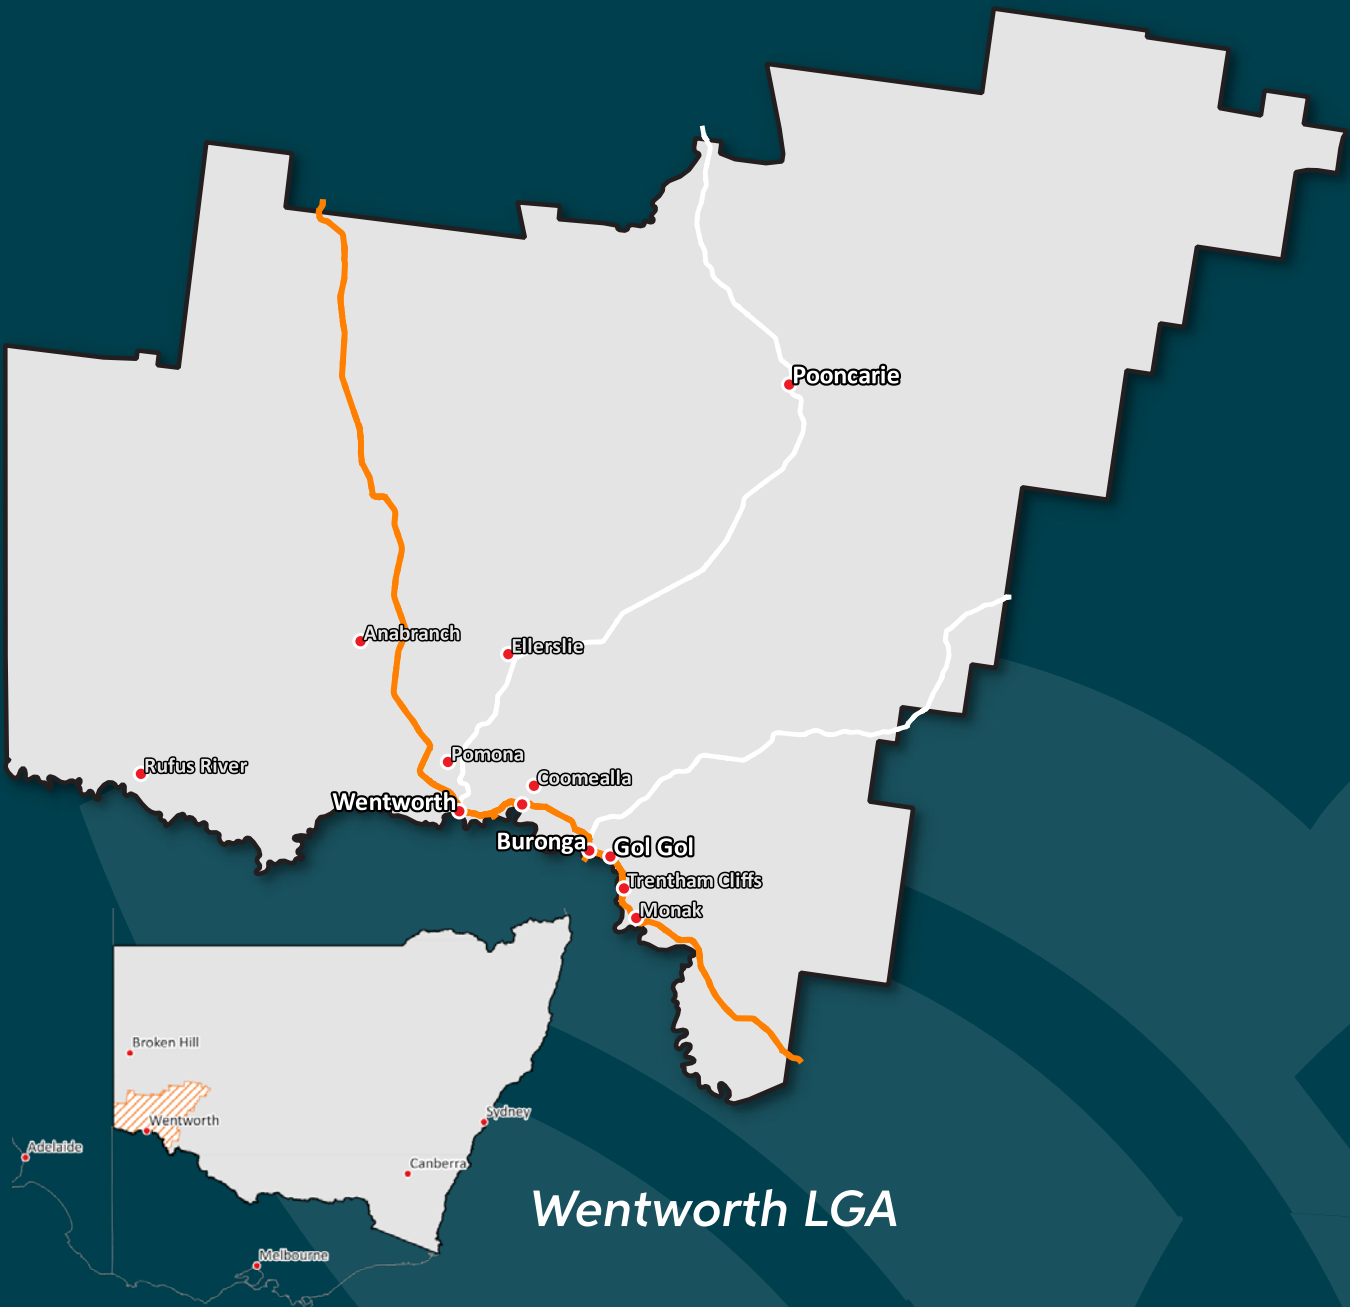 Pooncarie
Anabranch
Ellerslie
Pomona
Rufus River
Coomealla
Wentworth
Buronga
Gol Gol
Trentham Cliffs
Monak
Broken Hill
Wentworth
Sydney
Adelaide
Canberra
Melbourne
Wentworth LGA